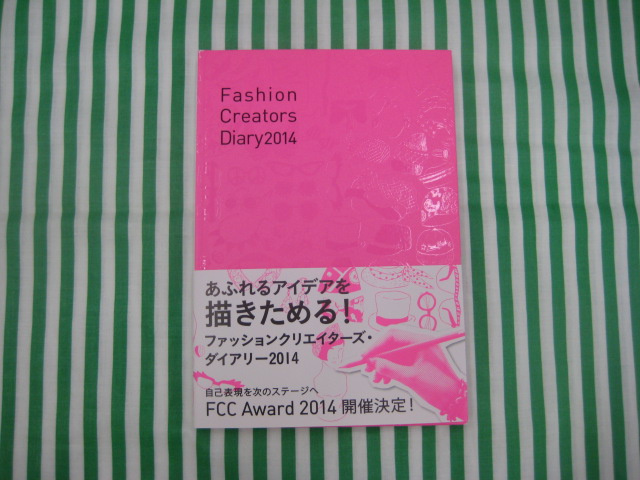 Fashion
Creators
Diary2014
あふれるアイデアを
描きためる!
ファッションクリエイターズ・
ダイアリー2014
自己表現を次のステージへ
FCC Award 2014 開催決定!